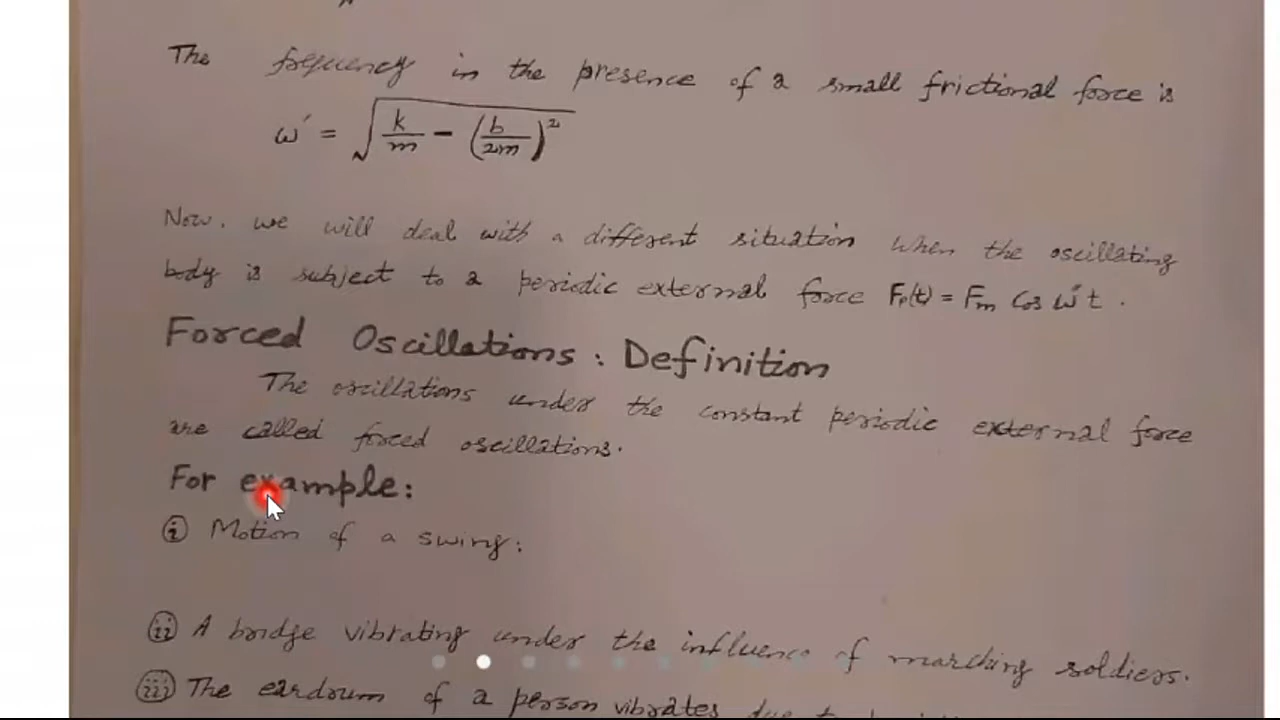 The frequency in the presence of a small frictional force is
ω′ = √(k/m − (b/2m)²)
Now, we will deal with a different situation when the oscillating
body is subject to a periodic external force Fₚ(t) = Fₘ Cos ω″t .
Forced Oscillations : Definition
The oscillations under the constant periodic external force
are called forced oscillations.
For example:
(i) Motion of a swing:
(ii) A bridge vibrating under the influence of marching soldiers.
(iii) The eardrum of a person vibrates due to